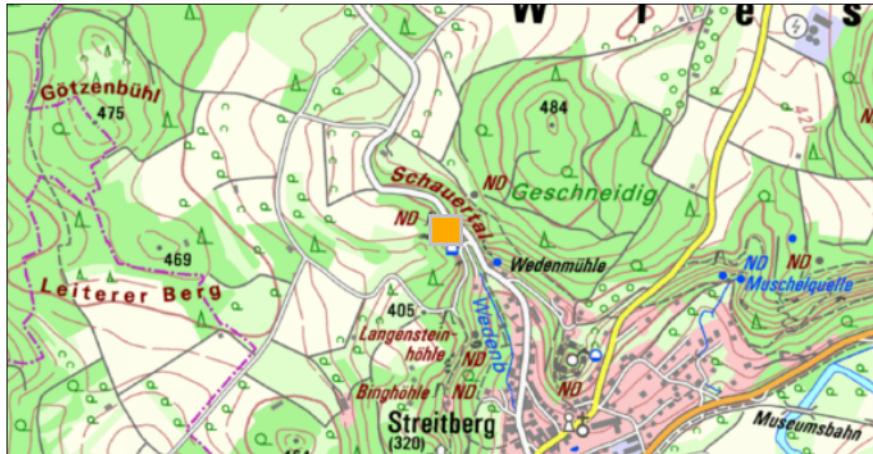 W i e s
Götzenbühl
475
484
420
Schauertal
ND
Geschneidig
ND
469
Wedenmühle
ND
ND
Muschelquelle
Leiterer Berg
405
Langenstein-
höhle
Wedenb
ND
Binghöhle
ND
ND
Streitberg
(320)
Museumsbahn